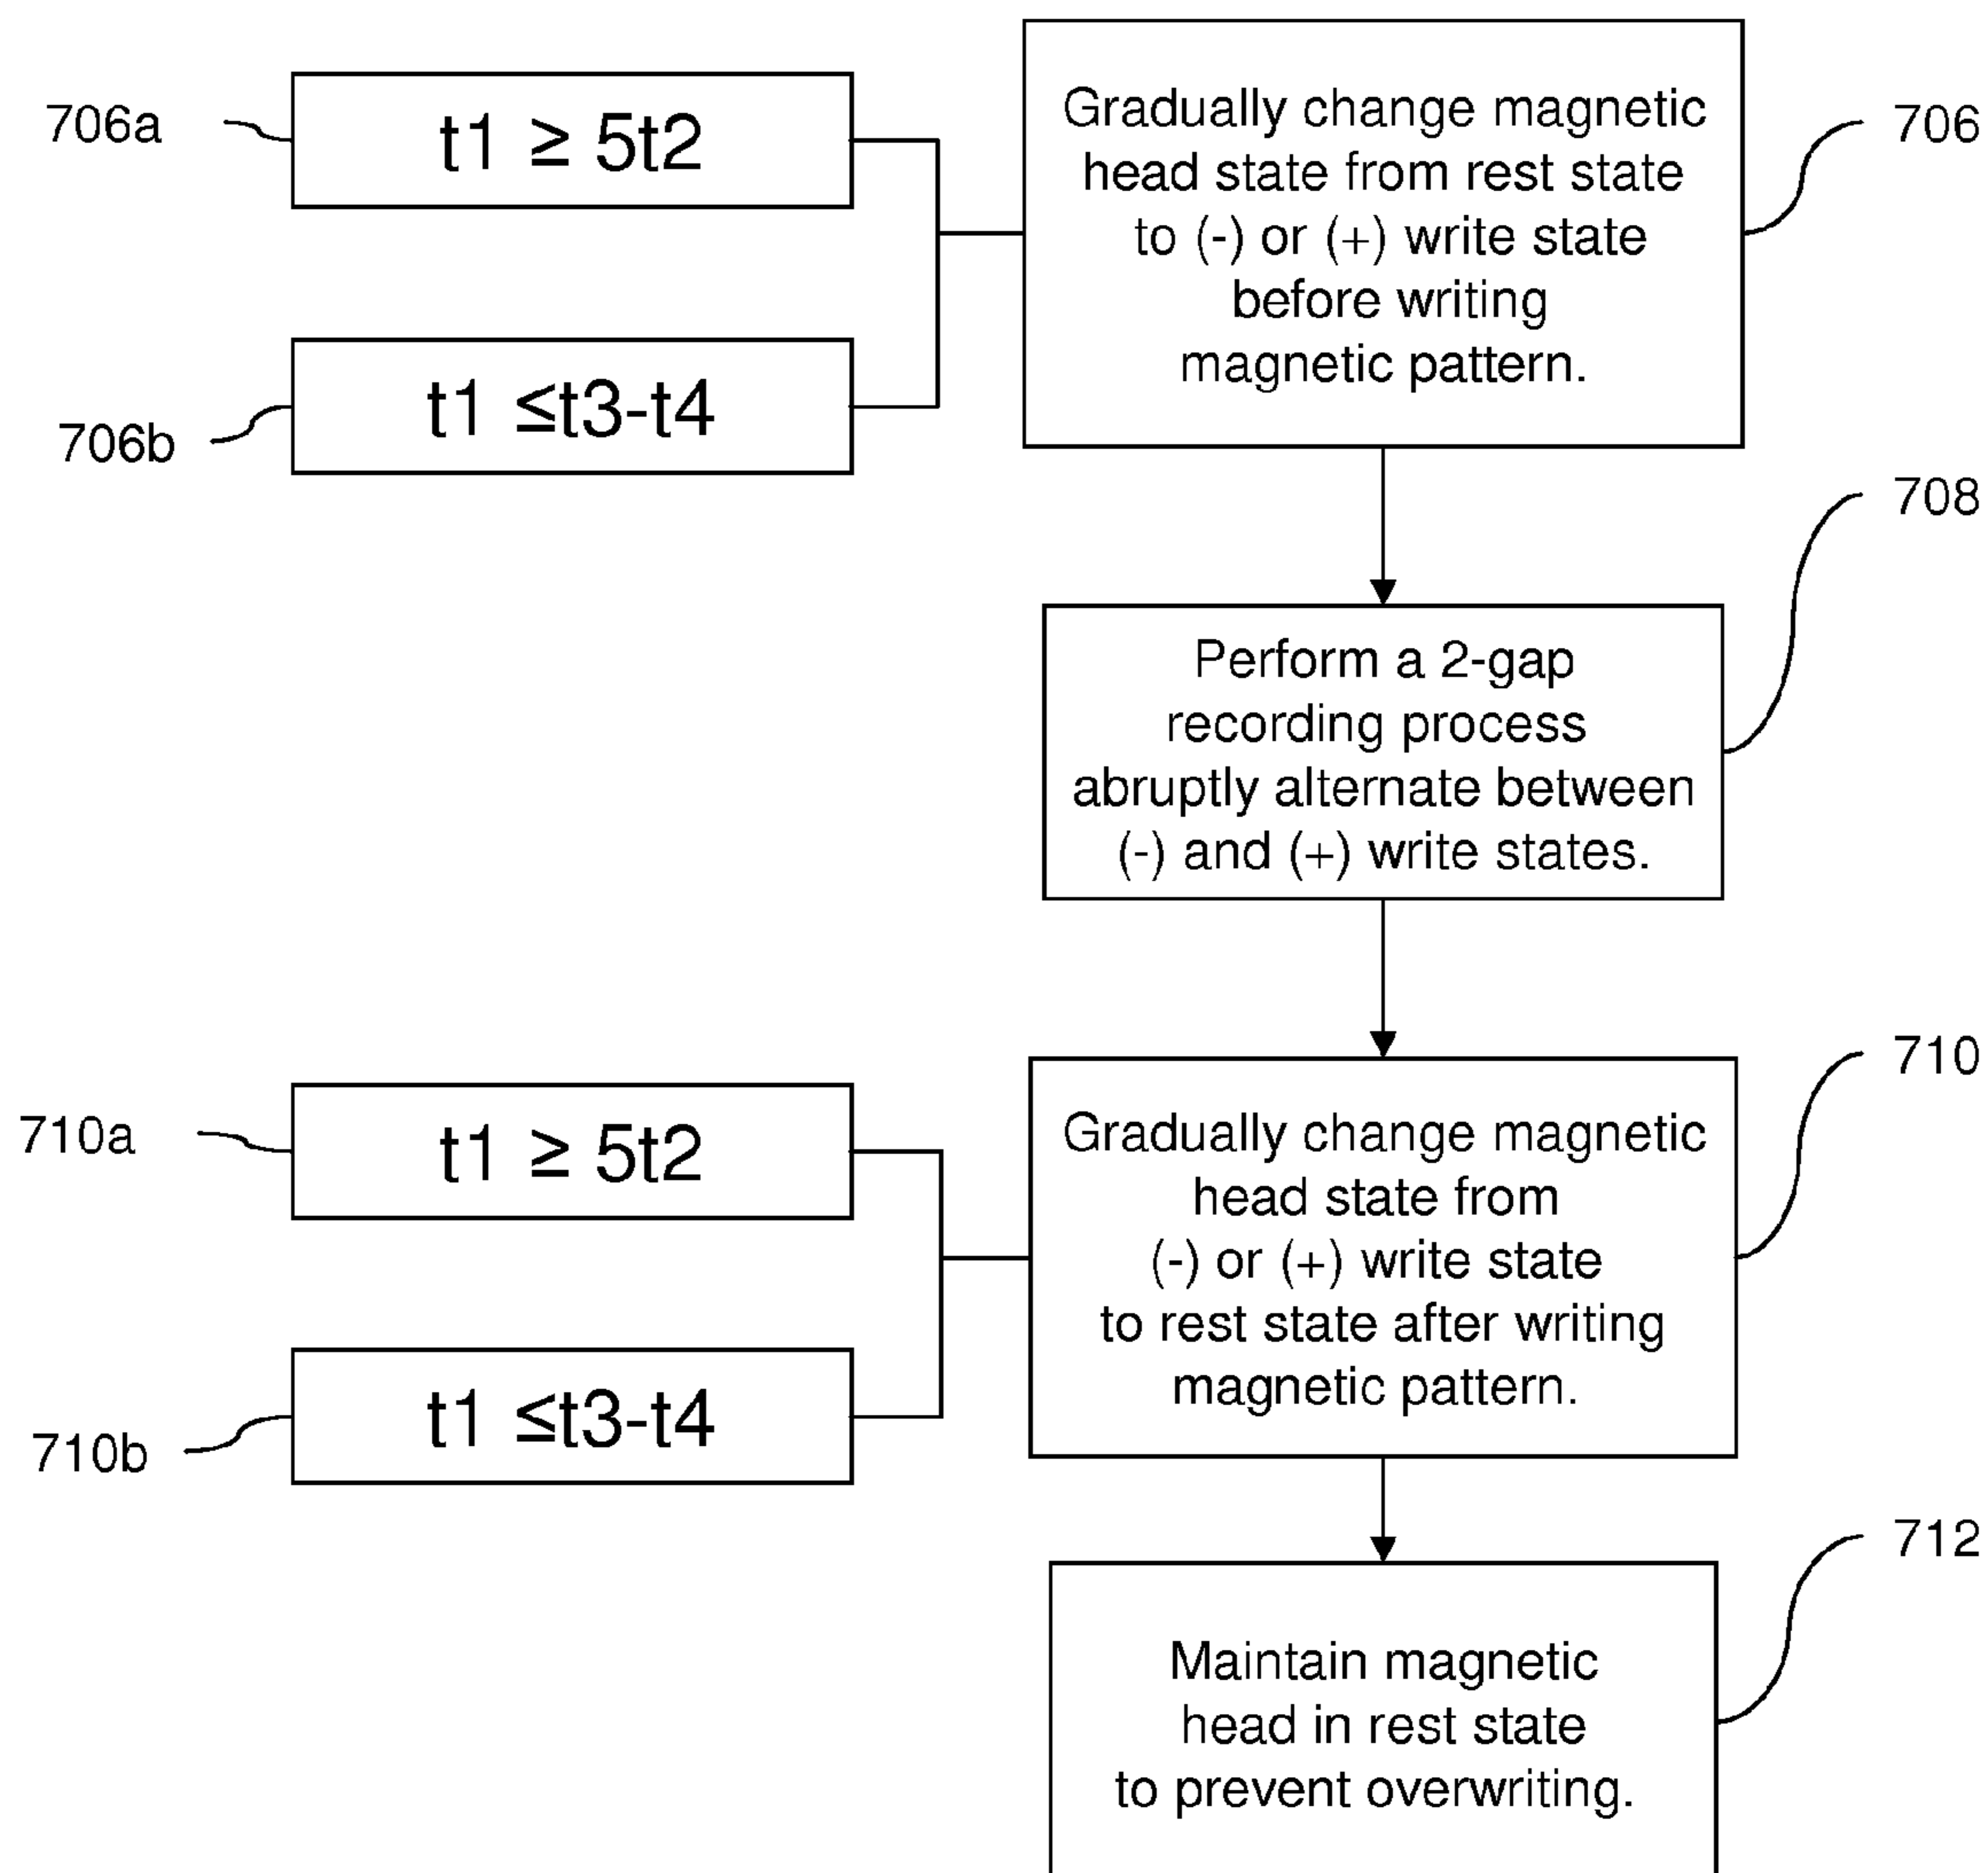 706a
t1 ≥ 5t2
706b
t1 ≤t3-t4
Gradually change magnetic
head state from rest state
to (-) or (+) write state
before writing
magnetic pattern.
706
708
Perform a 2-gap
recording process
abruptly alternate between
(-) and (+) write states.
710a
t1 ≥ 5t2
710b
t1 ≤t3-t4
Gradually change magnetic
head state from
(-) or (+) write state
to rest state after writing
magnetic pattern.
710
712
Maintain magnetic
head in rest state
to prevent overwriting.